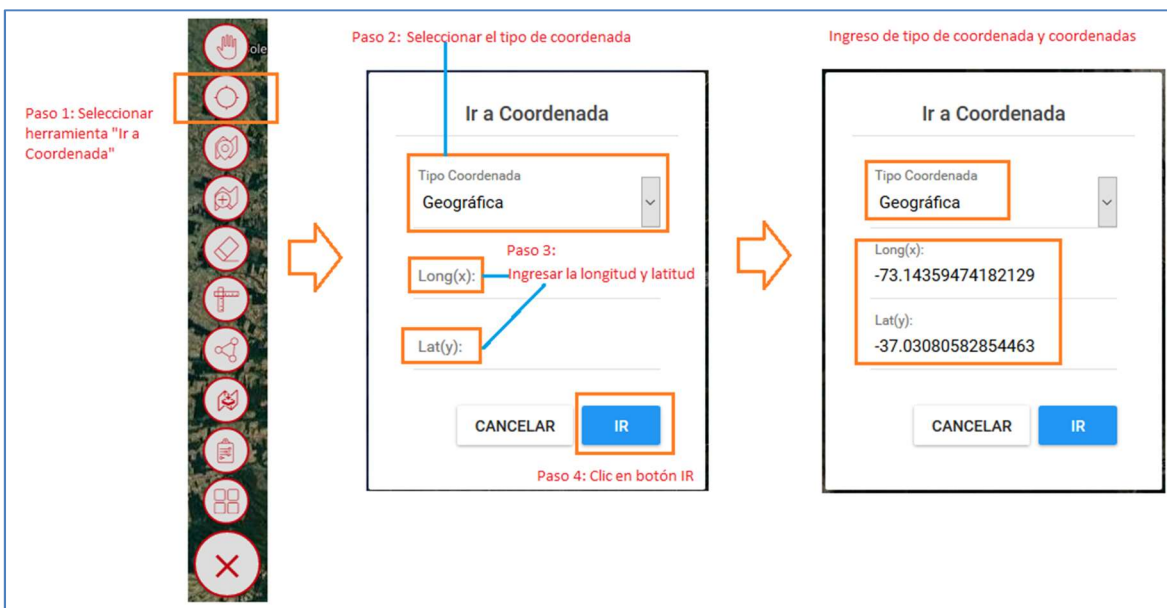 Paso 1: Seleccionar
herramienta "Ir a
Coordenada"
ole
Paso 2: Seleccionar el tipo de coordenada
Ir a Coordenada
Tipo Coordenada
Geográfica
Paso 3:
Long(x):
Ingresar la longitud y latitud
Lat(y):
CANCELAR
IR
Paso 4: Clic en botón IR
Ingreso de tipo de coordenada y coordenadas
Ir a Coordenada
Tipo Coordenada
Geográfica
Long(x):
-73.14359474182129
Lat(y):
-37.03080582854463
CANCELAR
IR